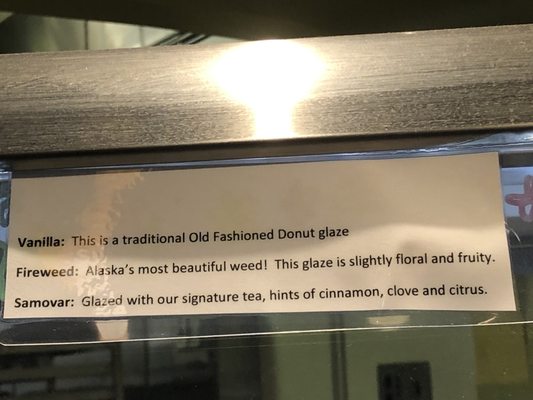 Vanilla: This is a traditional Old Fashioned Donut glaze
Fireweed: Alaska's most beautiful weed! This glaze is slightly floral and fruity.
Samovar: Glazed with our signature tea, hints of cinnamon, clove and citrus.